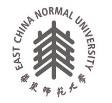 EAST CHINA NORMAL UNIVERSITY
華東師範大學